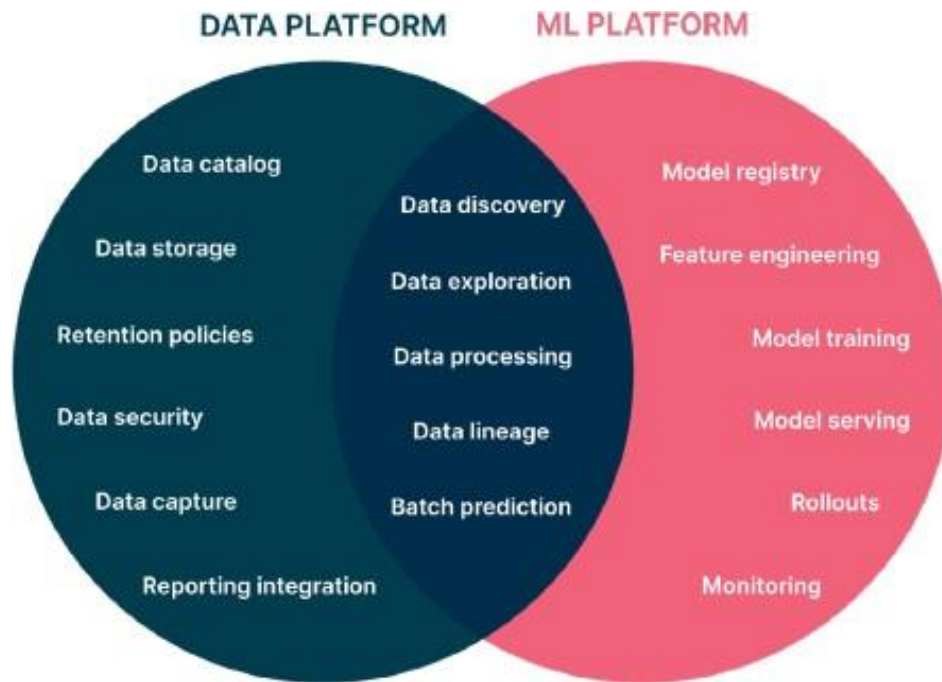 DATA PLATFORM
ML PLATFORM
Data catalog
Data storage
Retention policies
Data security
Data capture
Reporting integration
Data discovery
Data exploration
Data processing
Data lineage
Batch prediction
Model registry
Feature engineering
Model training
Model serving
Rollouts
Monitoring